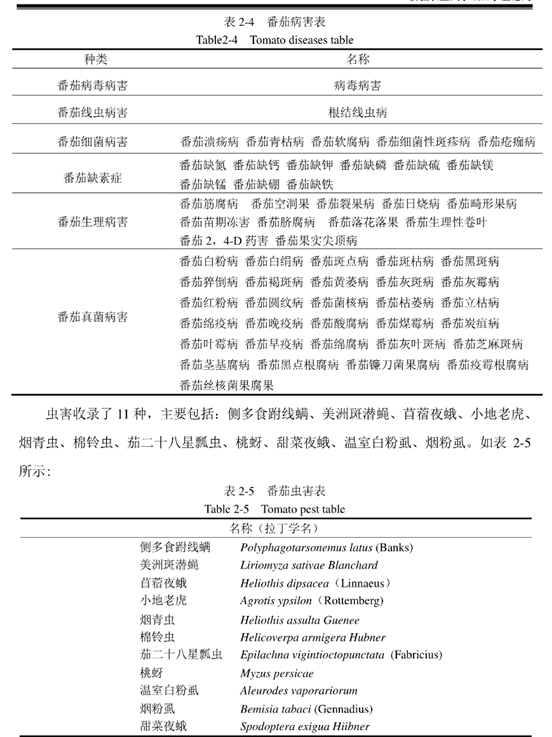 表 2-4 番茄病害表
Table2-4 Tomato diseases table
种类 名称
番茄病毒病害 病毒病害
番茄线虫病害 根结线虫病
番茄细菌病害 番茄溃疡病 番茄青枯病 番茄软腐病 番茄细菌性斑疹病 番茄疮痂病
番茄缺素症 番茄缺氮 番茄缺钙 番茄缺钾 番茄缺磷 番茄缺硫 番茄缺镁
番茄缺锰 番茄缺硼 番茄缺铁
番茄生理病害 番茄筋腐病 番茄空洞果 番茄裂果病 番茄日烧病 番茄畸形果病
番茄苗期冻害 番茄脐腐病 番茄落花落果 番茄生理性卷叶
番茄 2，4-D 药害 番茄果实尖顶病
番茄真菌病害 番茄白粉病 番茄白绢病 番茄斑点病 番茄斑枯病 番茄黑斑病
番茄猝倒病 番茄褐斑病 番茄黄萎病 番茄灰斑病 番茄灰霉病
番茄红粉病 番茄圆纹病 番茄菌核病 番茄枯萎病 番茄立枯病
番茄绵疫病 番茄晚疫病 番茄酸腐病 番茄煤霉病 番茄炭疽病
番茄叶霉病 番茄早疫病 番茄绵腐病 番茄灰叶斑病 番茄芝麻斑病
番茄茎基腐病 番茄黑点根腐病 番茄镰刀菌果腐病 番茄疫霉根腐病
番茄丝核菌果腐果
虫害收录了 11 种，主要包括：侧多食跗线螨、美洲斑潜蝇、苜蓿夜蛾、小地老虎、
烟青虫、棉铃虫、茄二十八星瓢虫、桃蚜、甜菜夜蛾、温室白粉虱、烟粉虱。如表 2-5
所示:
表 2-5 番茄虫害表
Table 2-5 Tomato pest table
名称（拉丁学名）
侧多食跗线螨 Polyphagotarsonemus latus (Banks)
美洲斑潜蝇 Liriomyza sativae Blanchard
苜蓿夜蛾 Heliothis dipsacea（Linnaeus）
小地老虎 Agrotis ypsilon（Rottemberg)
烟青虫 Heliothis assulta Guenee
棉铃虫 Helicoverpa armigera Hubner
茄二十八星瓢虫 Epilachna vigintioctopunctata (Fabricius)
桃蚜 Myzus persicae
温室白粉虱 Aleurodes vaporariorum
烟粉虱 Bemisia tabaci (Gennadius)
甜菜夜蛾 Spodoptera exigua Hiibner